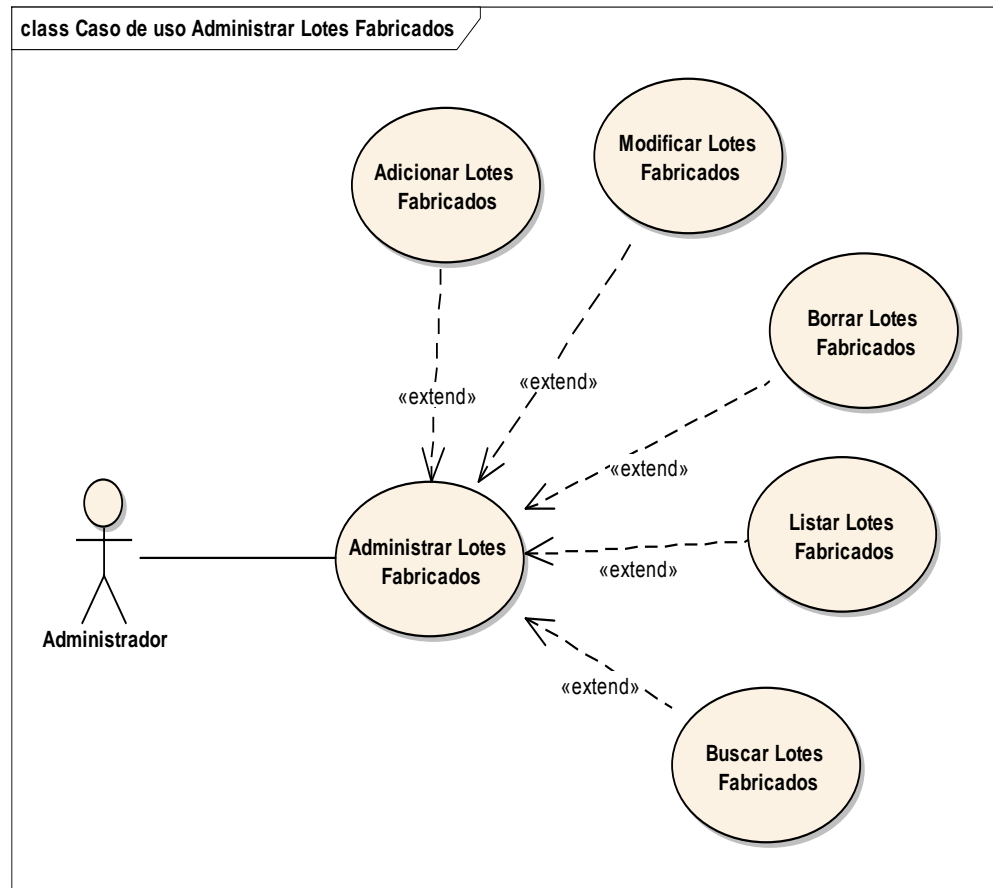 class Caso de uso Administrar Lotes Fabricados
Modificar Lotes
Fabricados
Adicionar Lotes
Fabricados
Borrar Lotes
Fabricados
«extend»
«extend»
«extend»
Listar Lotes
Fabricados
Administrar Lotes
Fabricados
«extend»
Administrador
«extend»
Buscar Lotes
Fabricados